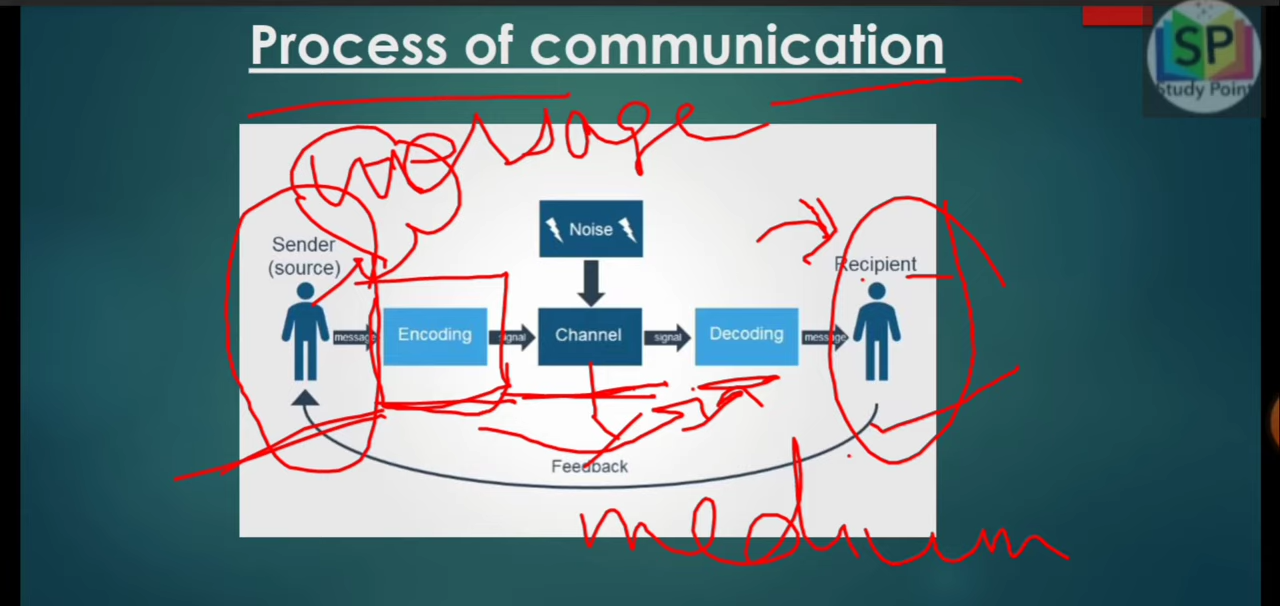 Process of communication
SP
Study Point
message
Noise
Sender
(source)
Recipient
message
Encoding
signal
Channel
signal
Decoding
message
Feedback
medium